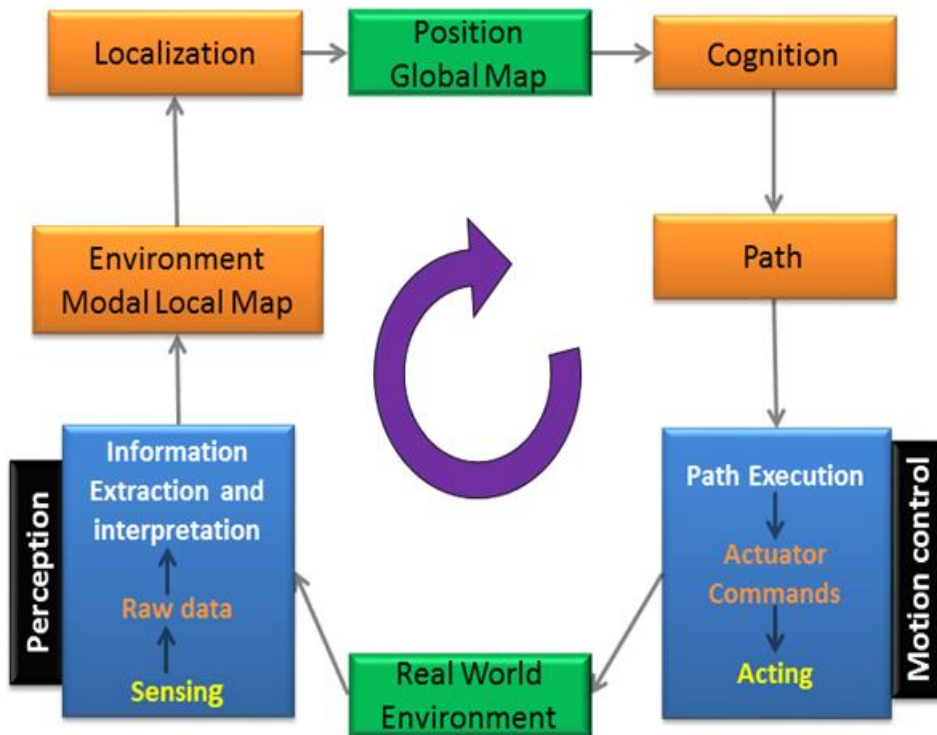 Localization
Position
Global Map
Cognition
Environment
Modal Local Map
Path
Perception
Information
Extraction and
interpretation
Raw data
Sensing
Path Execution
Actuator
Commands
Acting
Motion control
Real World
Environment